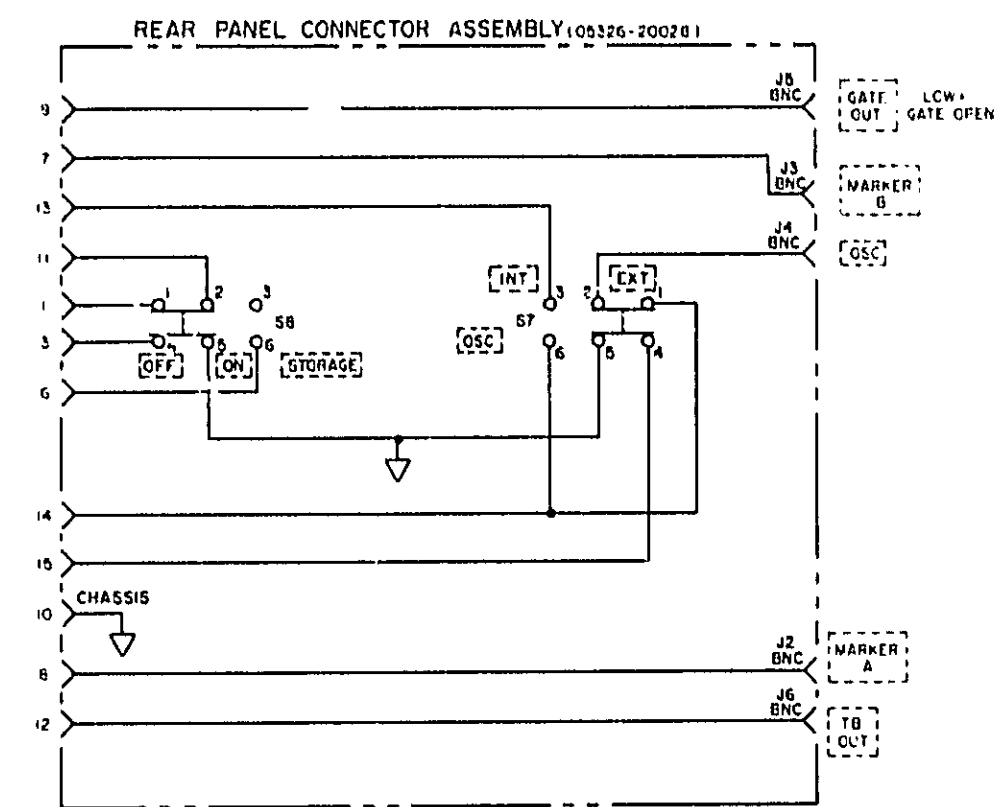 REAR PANEL CONNECTOR ASSEMBLY (05326-20020)
J5
BNC
GATE OUT
LOW =
GATE OPEN
9
7
J3
BNC
MARKER
B
13
J4
BNC
OSC
11
INT
EXT
1
1
2
3
S8
3
2
1
S7
3
5
6
OSC
6
5
4
OFF
ON
STORAGE
6
14
15
10
CHASSIS
8
J2
BNC
MARKER
A
12
J6
BNC
TB
OUT